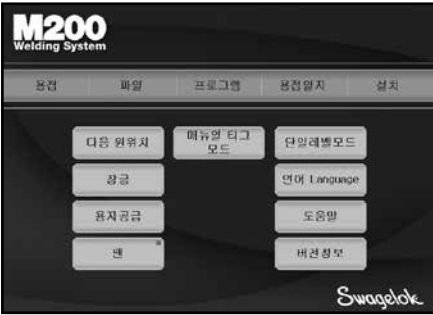 M200
Welding System
용접 파일 프로그램 용접일지 설치
다음 원위치 매뉴얼 티그 모드 단일레벨모드
잠금 언어 Language
용자공급 도움말
팬 버전정보
Swagelok